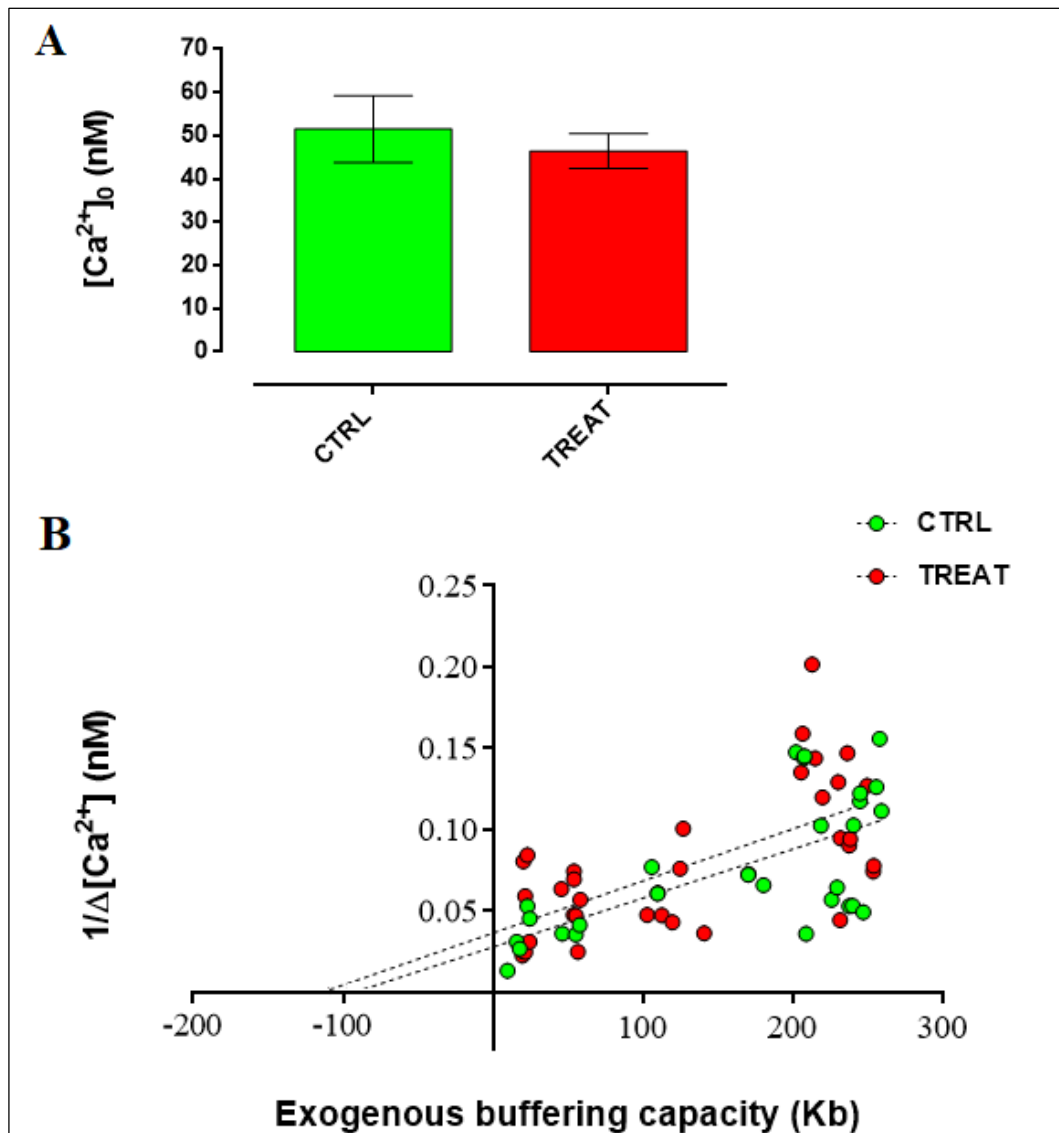 A
[Ca²⁺]₀ (nM)
70
60
50
40
30
20
10
0
CTRL
TREAT
B
CTRL
TREAT
1/Δ[Ca²⁺] (nM)
0.25
0.20
0.15
0.10
0.05
-200 -100 100 200 300
Exogenous buffering capacity (Kb)